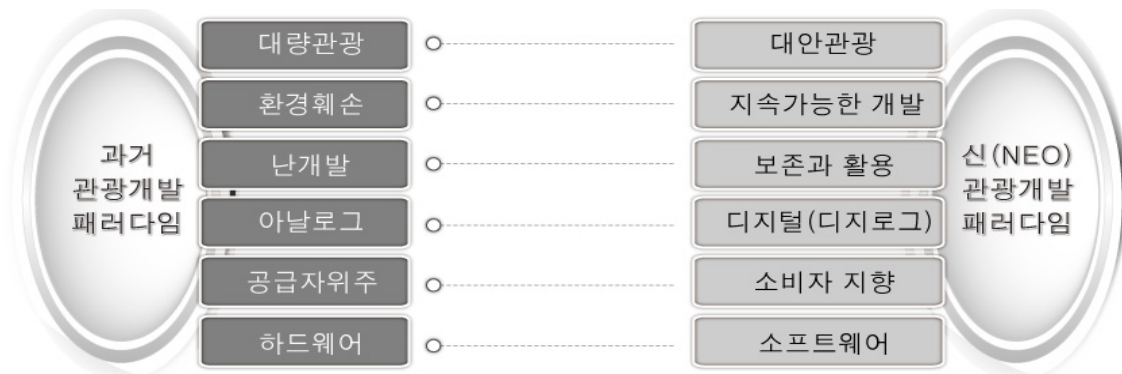 과거
관광개발
패러다임
대량관광
환경훼손
난개발
아날로그
공급자위주
하드웨어
대안관광
지속가능한 개발
보존과 활용
디지털(디지로그)
소비자 지향
소프트웨어
신(NEO)
관광개발
패러다임